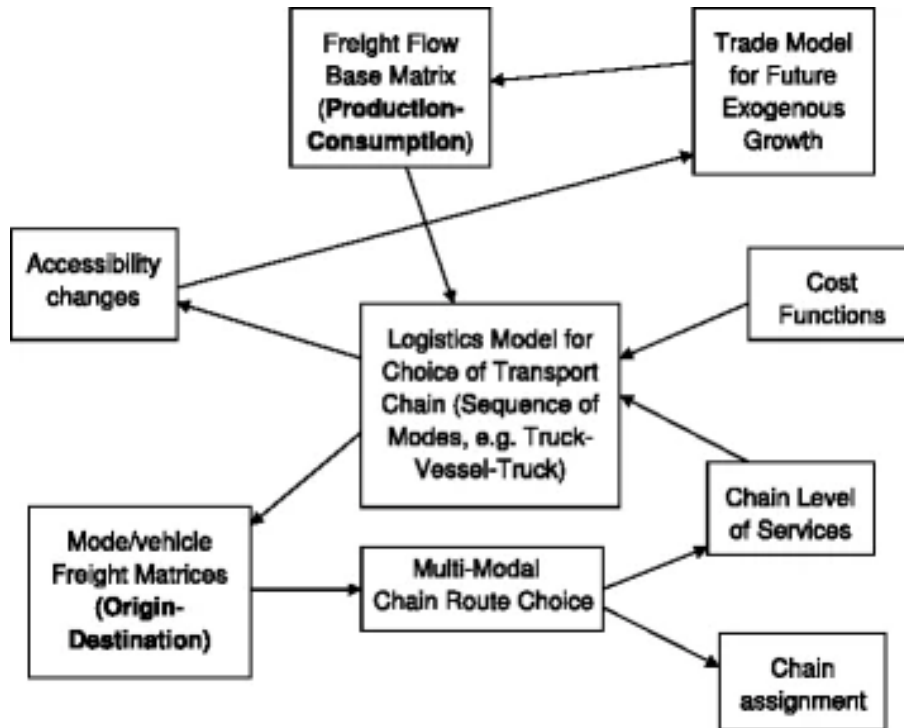 Freight Flow
Base Matrix
(Production-
Consumption)
Trade Model
for Future
Exogenous
Growth
Accessibility
changes
Cost
Functions
Logistics Model for
Choice of Transport
Chain (Sequence of
Modes, e.g. Truck-
Vessel-Truck)
Chain Level
of Services
Mode/vehicle
Freight Matrices
(Origin-
Destination)
Multi-Modal
Chain Route Choice
Chain
assignment